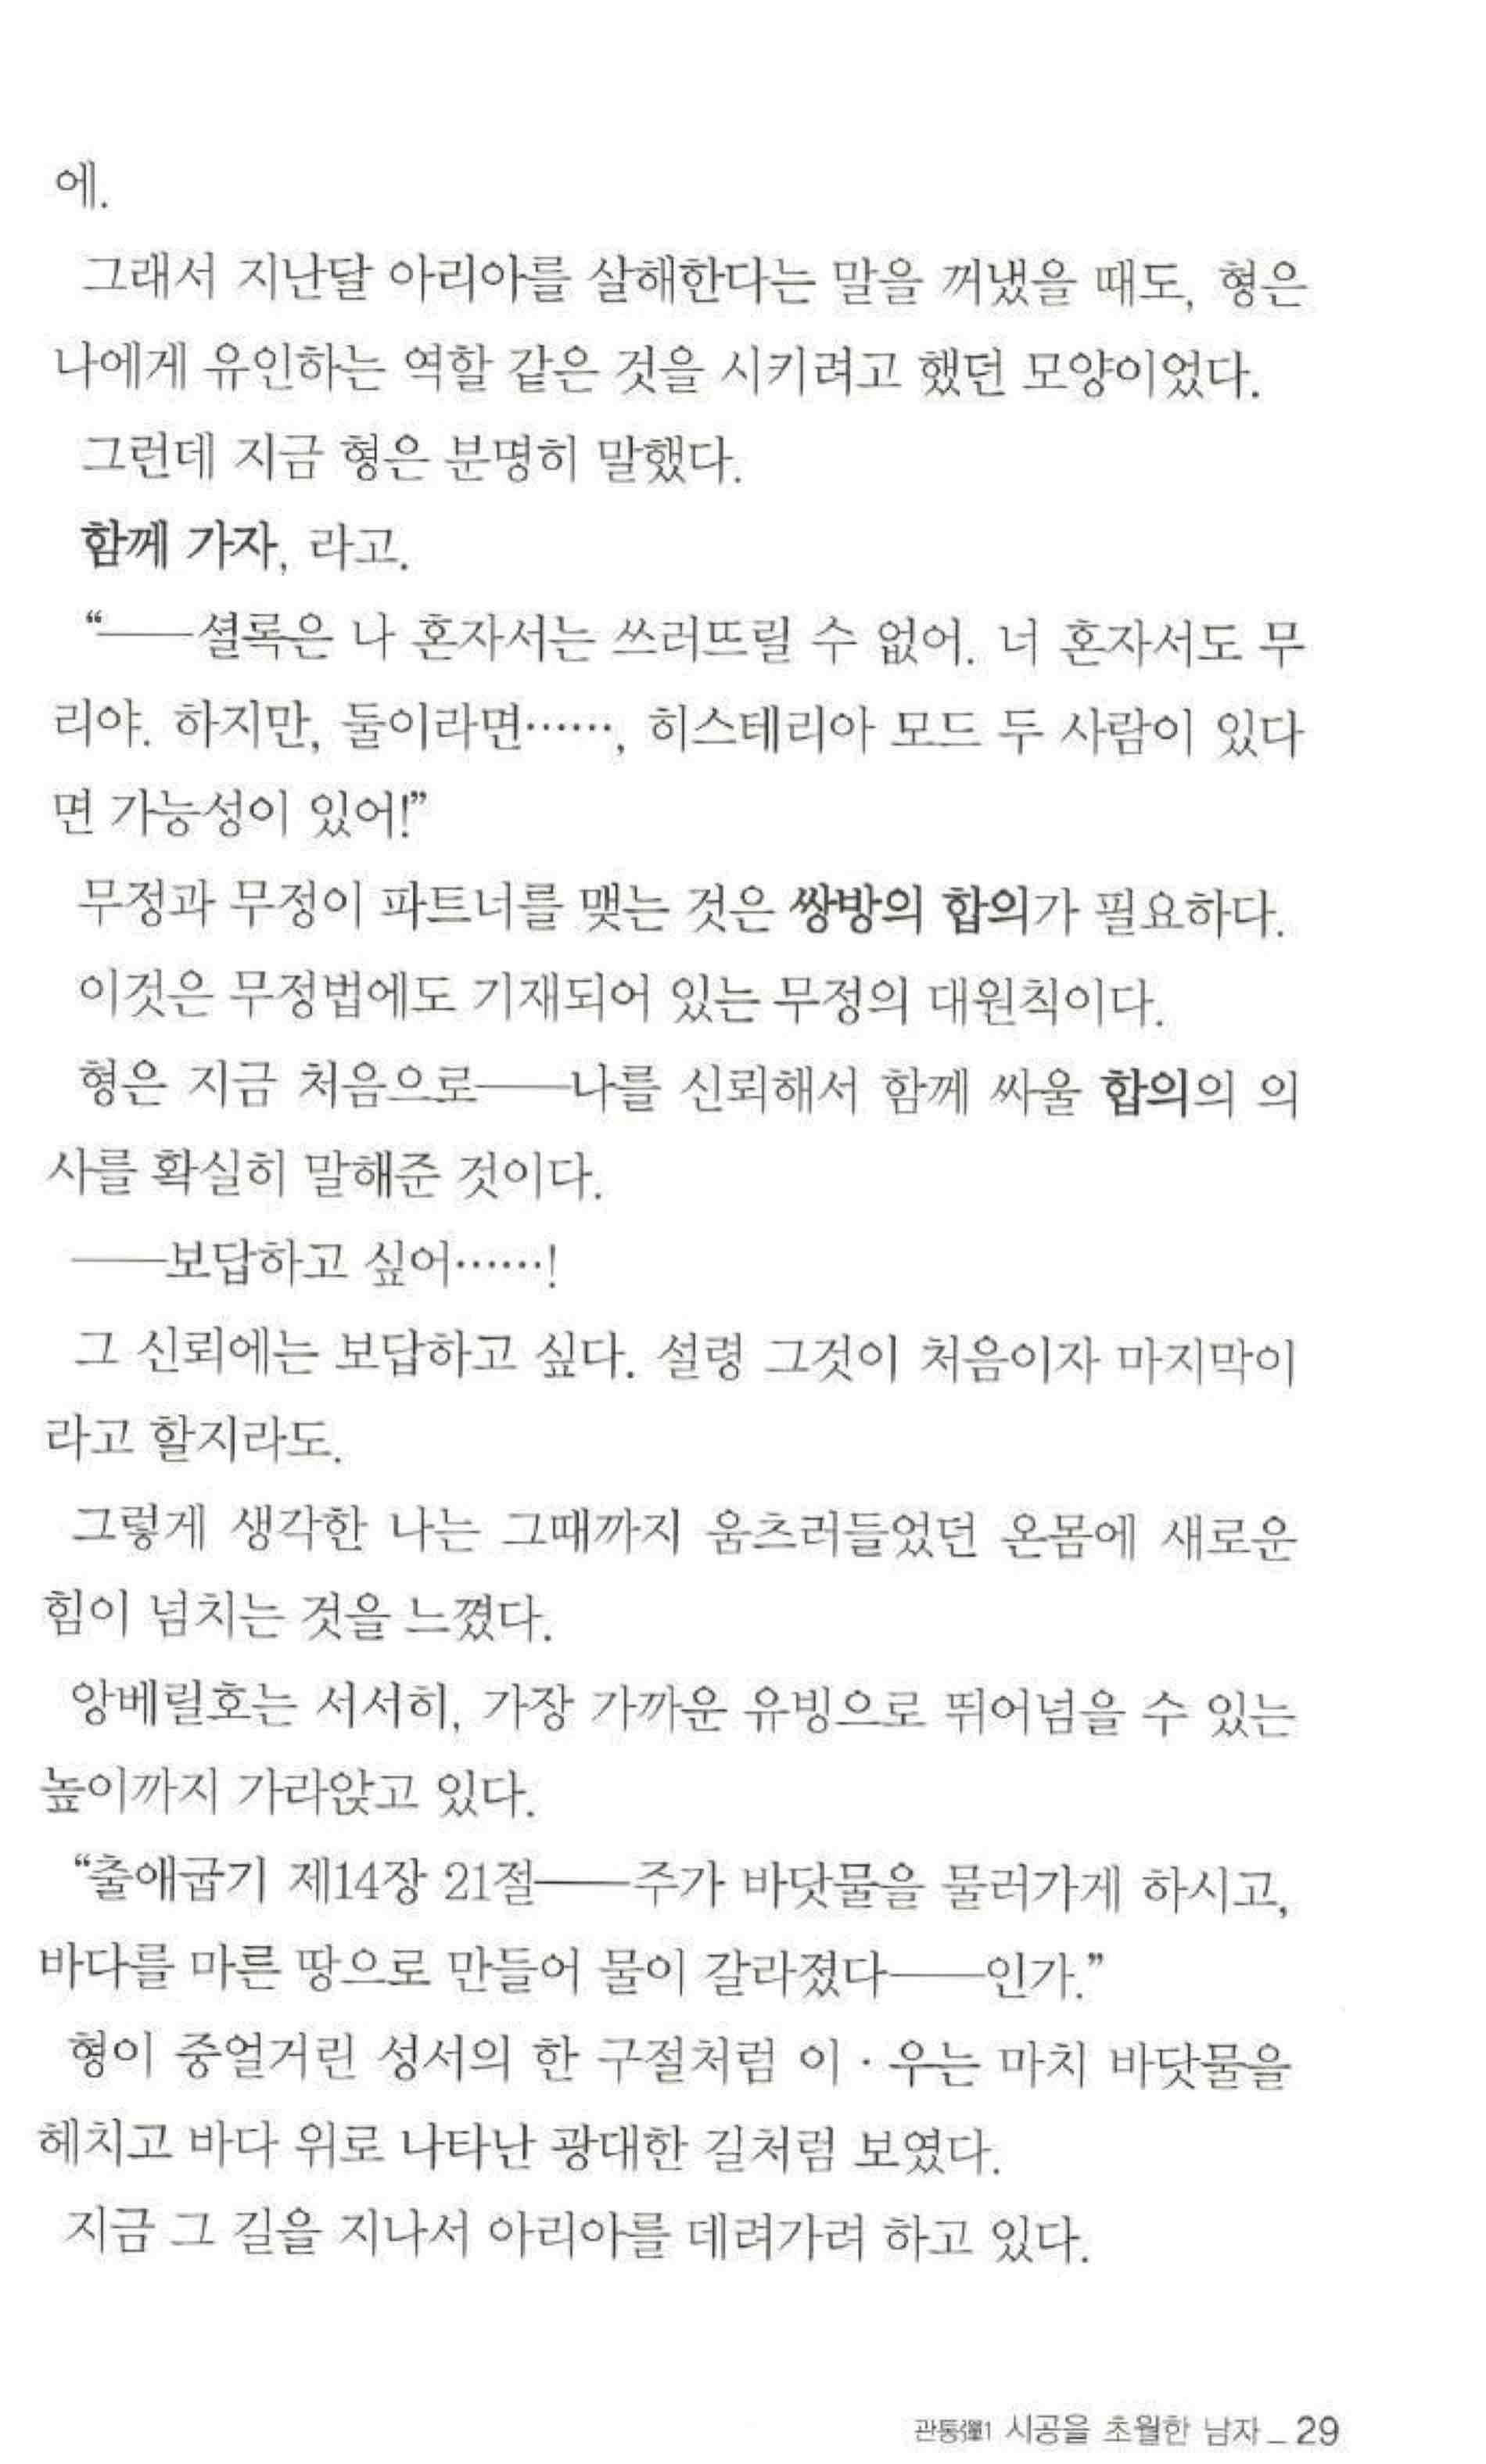 에.
그래서 지난달 아리아를 살해한다는 말을 꺼냈을 때도, 형은
나에게 유인하는 역할 같은 것을 시키려고 했던 모양이었다.
그런데 지금 형은 분명히 말했다.
함께 가자, 라고.
“──셜록은 나 혼자서는 쓰러뜨릴 수 없어. 너 혼자서도 무
리야. 하지만, 둘이라면……, 히스테리아 모드 두 사람이 있다
면 가능성이 있어!”
무정과 무정이 파트너를 맺는 것은 쌍방의 합의가 필요하다.
이것은 무정법에도 기재되어 있는 무정의 대원칙이다.
형은 지금 처음으로──나를 신뢰해서 함께 싸울 합의의 의
사를 확실히 말해준 것이다.
──보답하고 싶어……!
그 신뢰에는 보답하고 싶다. 설령 그것이 처음이자 마지막이
라고 할지라도.
그렇게 생각한 나는 그때까지 움츠러들었던 온몸에 새로운
힘이 넘치는 것을 느꼈다.
앙베릴호는 서서히, 가장 가까운 유빙으로 뛰어넘을 수 있는
높이까지 가라앉고 있다.
“출애굽기 제14장 21절──주가 바닷물을 물러가게 하시고,
바다를 마른 땅으로 만들어 물이 갈라졌다──인가.”
형이 중얼거린 성서의 한 구절처럼 이 · 우는 마치 바닷물을
헤치고 바다 위로 나타난 광대한 길처럼 보였다.
지금 그 길을 지나서 아리아를 데려가려 하고 있다.
관통彈1 시공을 초월한 남자 _ 29